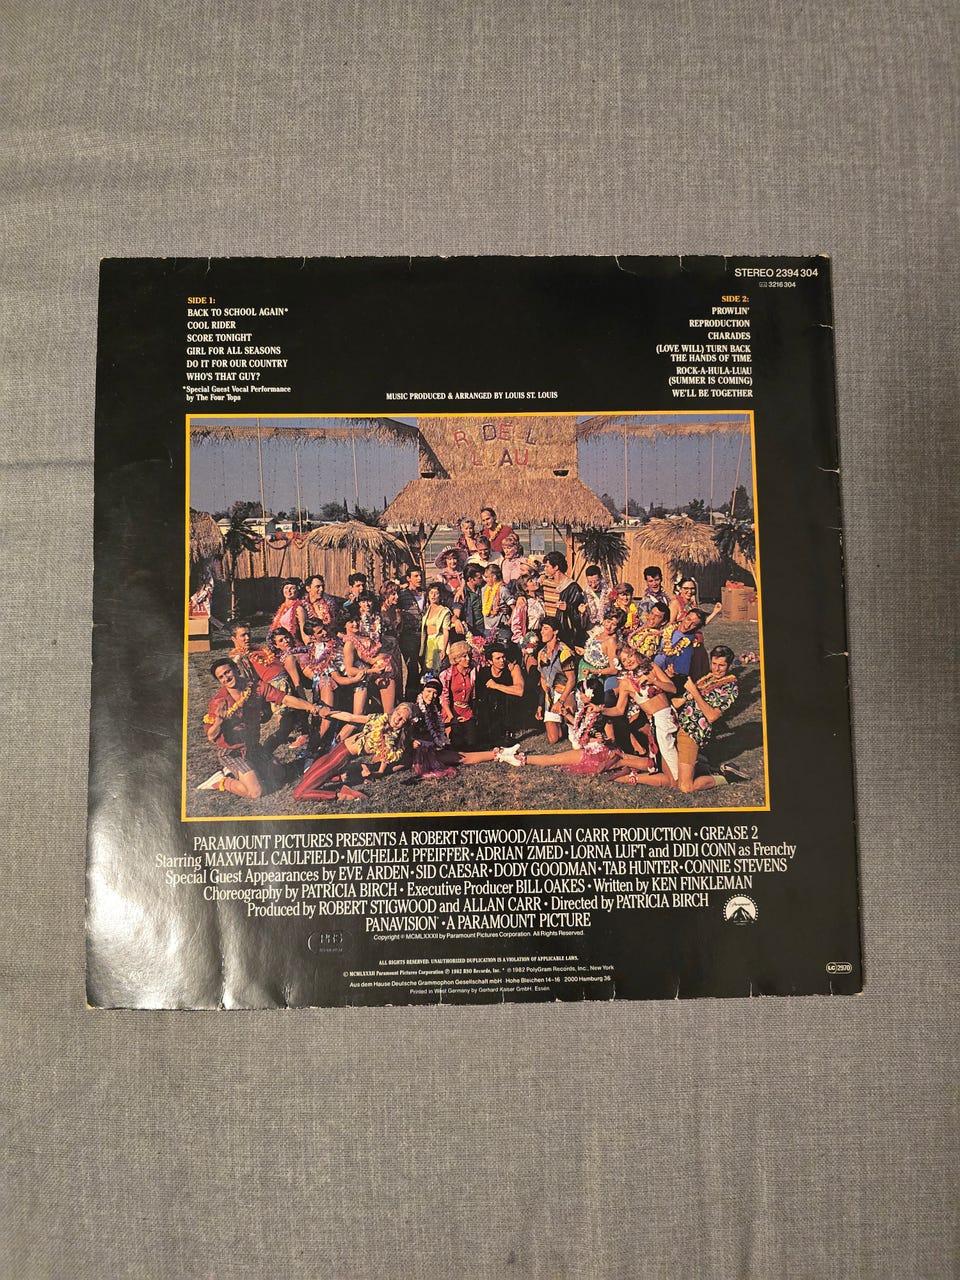 STEREO 2394 304
3216 304
SIDE 1:
BACK TO SCHOOL AGAIN*
COOL RIDER
SCORE TONIGHT
GIRL FOR ALL SEASONS
DO IT FOR OUR COUNTRY
WHO'S THAT GUY?
*Special Guest Vocal Performance
by The Four Tops
SIDE 2:
PROWLIN'
REPRODUCTION
CHARADES
(LOVE WILL) TURN BACK
THE HANDS OF TIME
ROCK-A-HULA-LUAU
(SUMMER IS COMING)
WE'LL BE TOGETHER
MUSIC PRODUCED & ARRANGED BY LOUIS ST. LOUIS
R DE L
L AU
PARAMOUNT PICTURES PRESENTS A ROBERT STIGWOOD/ALLAN CARR PRODUCTION • GREASE 2
Starring MAXWELL CAULFIELD • MICHELLE PFEIFFER • ADRIAN ZMED • LORNA LUFT and DIDI CONN as Frenchy
Special Guest Appearances by EVE ARDEN • SID CAESAR • DODY GOODMAN • TAB HUNTER • CONNIE STEVENS
Choreography by PATRICIA BIRCH • Executive Producer BILL OAKES • Written by KEN FINKLEMAN
Produced by ROBERT STIGWOOD and ALLAN CARR • Directed by PATRICIA BIRCH
PANAVISION® • A PARAMOUNT PICTURE
Copyright © MCMLXXXII by Paramount Pictures Corporation. All Rights Reserved.
Paramount
ALL RIGHTS RESERVED. UNAUTHORIZED DUPLICATION IS A VIOLATION OF APPLICABLE LAWS.
© MCMLXXXII Paramount Pictures Corporation ℗ 1982 RSO Records, Inc. * ℗ 1982 PolyGram Records, Inc., New York
Aus dem Hause Deutsche Grammophon Gesellschaft mbH Hohe Bleichen 14-16 2000 Hamburg 36
Printed in West Germany by Gerhard Kaiser GmbH, Essen.
LC 2970